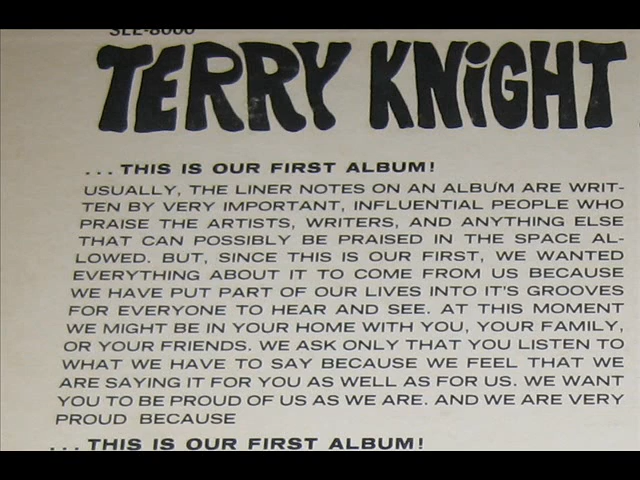 SLE-8000
TERRY KNIGHT
... THIS IS OUR FIRST ALBUM!
USUALLY, THE LINER NOTES ON AN ALBUM ARE WRIT-
TEN BY VERY IMPORTANT, INFLUENTIAL PEOPLE WHO
PRAISE THE ARTISTS, WRITERS, AND ANYTHING ELSE
THAT CAN POSSIBLY BE PRAISED IN THE SPACE AL-
LOWED. BUT, SINCE THIS IS OUR FIRST, WE WANTED
EVERYTHING ABOUT IT TO COME FROM US BECAUSE
WE HAVE PUT PART OF OUR LIVES INTO IT'S GROOVES
FOR EVERYONE TO HEAR AND SEE. AT THIS MOMENT
WE MIGHT BE IN YOUR HOME WITH YOU, YOUR FAMILY,
OR YOUR FRIENDS. WE ASK ONLY THAT YOU LISTEN TO
WHAT WE HAVE TO SAY BECAUSE WE FEEL THAT WE
ARE SAYING IT FOR YOU AS WELL AS FOR US. WE WANT
YOU TO BE PROUD OF US AS WE ARE. AND WE ARE VERY
PROUD BECAUSE
... THIS IS OUR FIRST ALBUM!